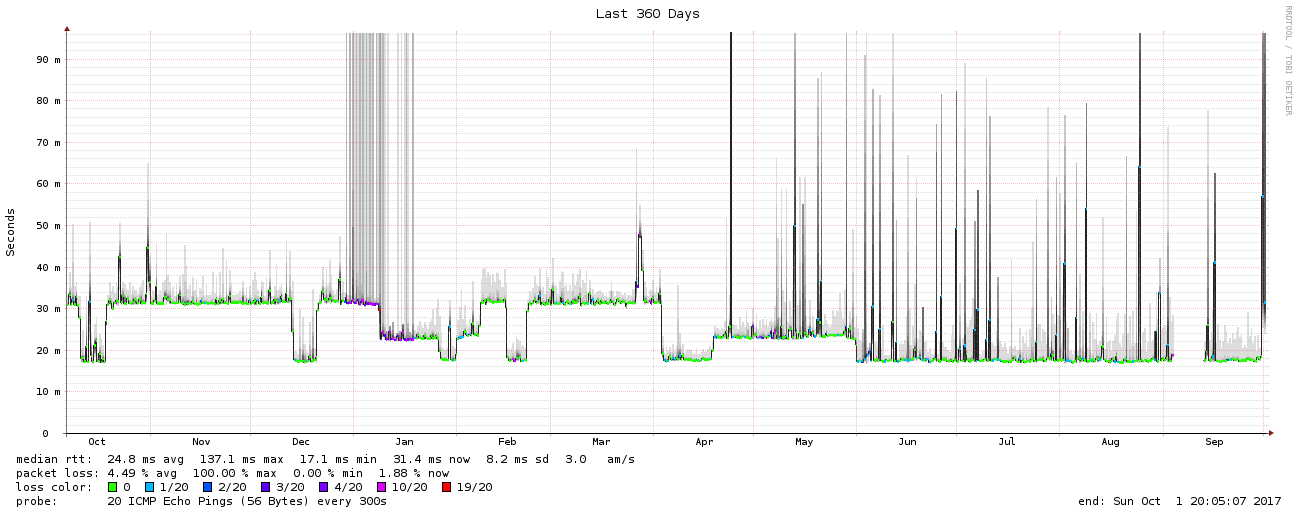 Last 360 Days
RRDTOOL / TOBI OETIKER
Seconds
90 m
80 m
70 m
60 m
50 m
40 m
30 m
20 m
10 m
0
Oct Nov Dec Jan Feb Mar Apr May Jun Jul Aug Sep
median rtt: 24.8 ms avg 137.1 ms max 17.1 ms min 31.4 ms now 8.2 ms sd 3.0 am/s
packet loss: 4.49 % avg 100.00 % max 0.00 % min 1.88 % now
loss color: 0 1/20 2/20 3/20 4/20 10/20 19/20
probe: 20 ICMP Echo Pings (56 Bytes) every 300s end: Sun Oct 1 20:05:07 2017